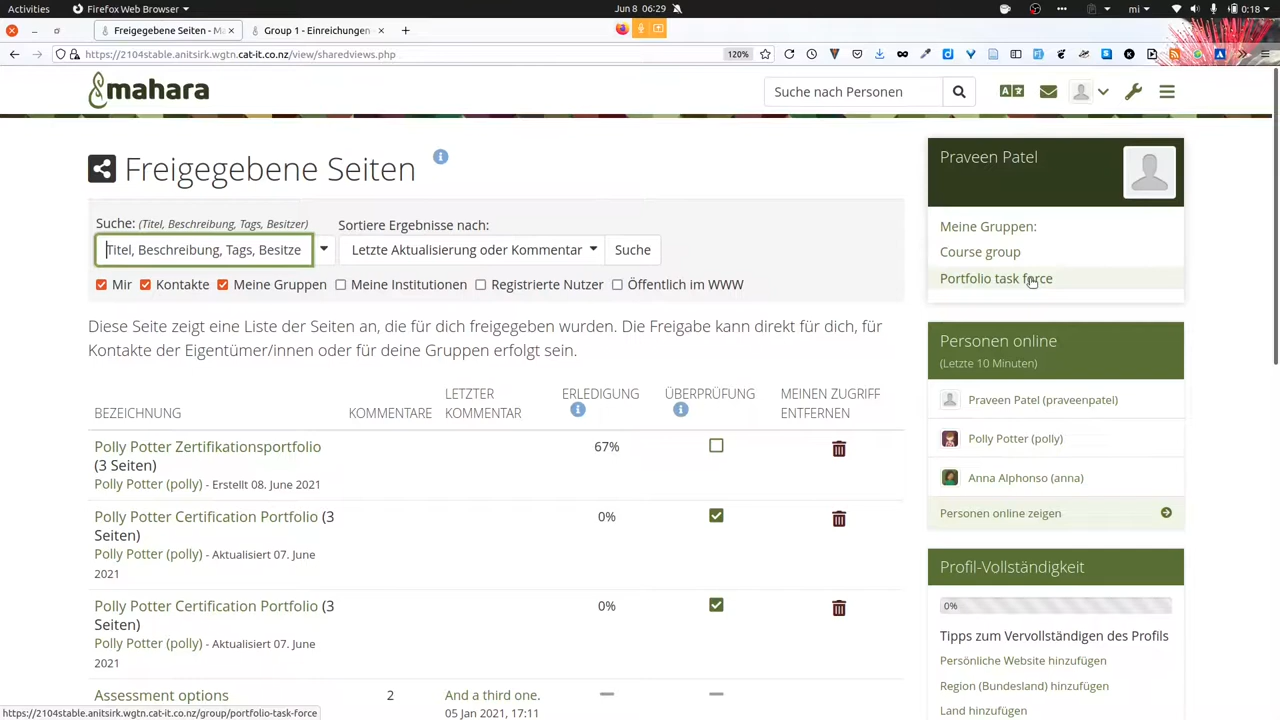 Activities
Firefox Web Browser
Jun 8 06:29
mi
0:18
Freigegebene Seiten - Ma
Group 1 - Einreichungen
https://2104stable.anitsirk.wgtn.cat-it.co.nz/view/sharedviews.php
120%
mahara
Suche nach Personen
Freigegebene Seiten
Suche: (Titel, Beschreibung, Tags, Besitzer)
Sortiere Ergebnisse nach:
Titel, Beschreibung, Tags, Besitze
Letzte Aktualisierung oder Kommentar
Suche
Mir
Kontakte
Meine Gruppen
Meine Institutionen
Registrierte Nutzer
Öffentlich im WWW
Diese Seite zeigt eine Liste der Seiten an, die für dich freigegeben wurden. Die Freigabe kann direkt für dich, für
Kontakte der Eigentümer/innen oder für deine Gruppen erfolgt sein.
BEZEICHNUNG
KOMMENTARE
LETZTER
KOMMENTAR
ERLEDIGUNG
ÜBERPRÜFUNG
MEINEN ZUGRIFF
ENTFERNEN
Polly Potter Zertifikationsportfolio
(3 Seiten)
Polly Potter (polly) - Erstellt 08. June 2021
67%
Polly Potter Certification Portfolio (3
Seiten)
Polly Potter (polly) - Aktualisiert 07. June
2021
0%
Polly Potter Certification Portfolio (3
Seiten)
Polly Potter (polly) - Aktualisiert 07. June
2021
0%
Assessment options
2
And a third one.
05 Jan 2021, 17:11
Praveen Patel
Meine Gruppen:
Course group
Portfolio task force
Personen online
(Letzte 10 Minuten)
Praveen Patel (praveenpatel)
Polly Potter (polly)
Anna Alphonso (anna)
Personen online zeigen
Profil-Vollständigkeit
0%
Tipps zum Vervollständigen des Profils
Persönliche Website hinzufügen
Region (Bundesland) hinzufügen
Land hinzufügen
https://2104stable.anitsirk.wgtn.cat-it.co.nz/group/portfolio-task-force